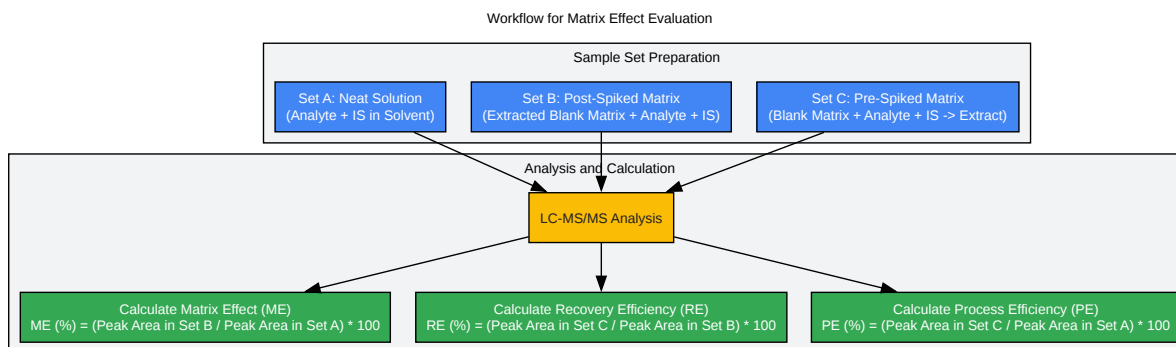 Workflow for Matrix Effect Evaluation
Sample Set Preparation
Set A: Neat Solution
(Analyte + IS in Solvent)
Set B: Post-Spiked Matrix
(Extracted Blank Matrix + Analyte + IS)
Set C: Pre-Spiked Matrix
(Blank Matrix + Analyte + IS -> Extract)
Analysis and Calculation
LC-MS/MS Analysis
Calculate Matrix Effect (ME)
ME (%) = (Peak Area in Set B / Peak Area in Set A) * 100
Calculate Recovery Efficiency (RE)
RE (%) = (Peak Area in Set C / Peak Area in Set B) * 100
Calculate Process Efficiency (PE)
PE (%) = (Peak Area in Set C / Peak Area in Set A) * 100